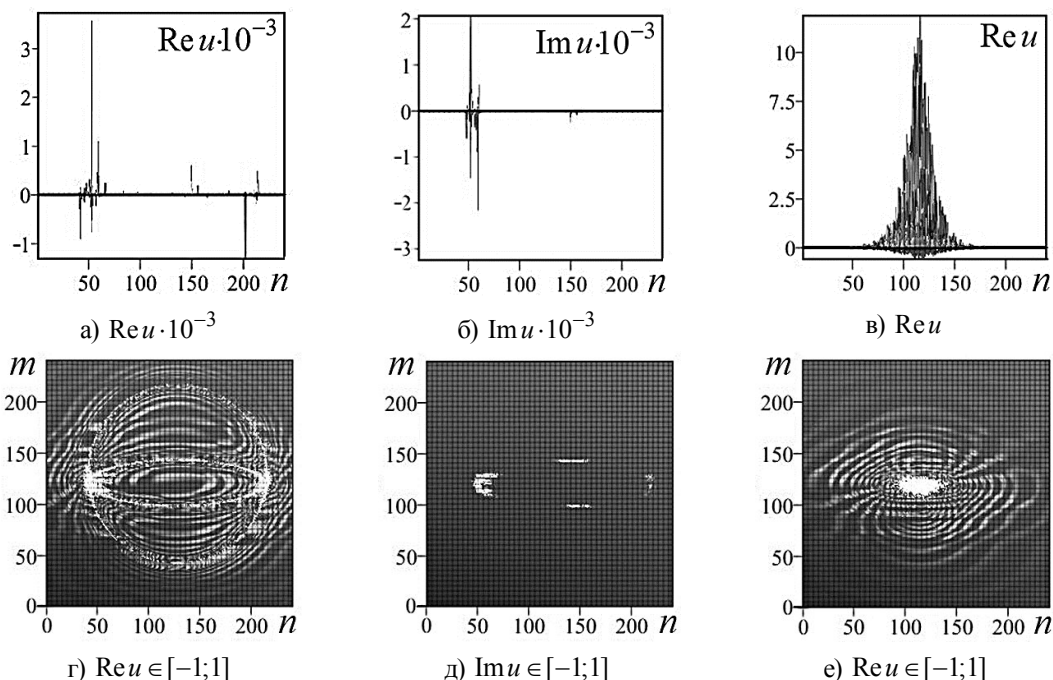 Re u·10⁻³
3
2
1
0
-1
50 100 150 200 n
а) Re u · 10⁻³
Im u·10⁻³
2
1
0
-1
-2
-3
50 100 150 200 n
б) Im u · 10⁻³
Re u
10
7.5
5
2.5
0
50 100 150 200 n
в) Re u
m
200
150
100
50
0
0 50 100 150 200 n
г) Re u ∈ [−1;1]
m
200
150
100
50
0
0 50 100 150 200 n
д) Im u ∈ [−1;1]
m
200
150
100
50
0
0 50 100 150 200 n
е) Re u ∈ [−1;1]